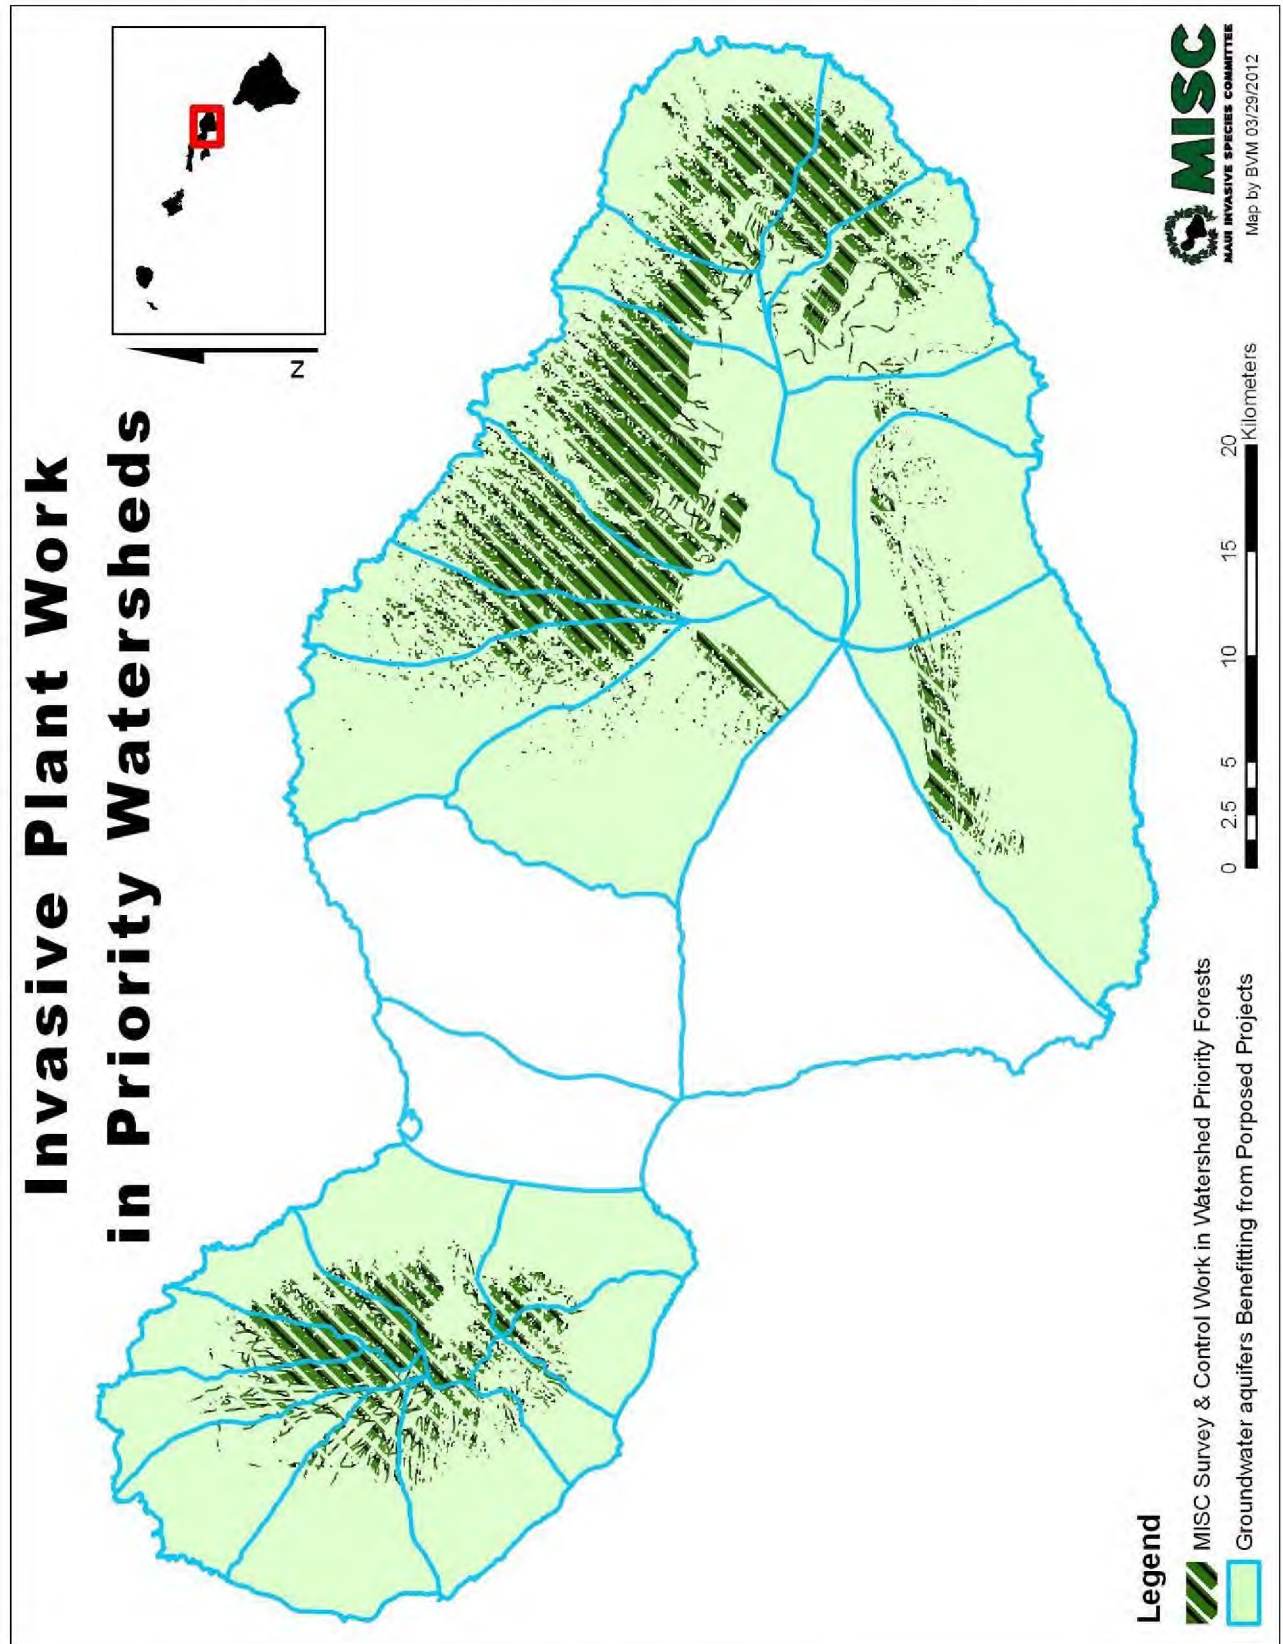 Invasive Plant Work
in Priority Watersheds
N
Legend
MISC Survey & Control Work in Watershed Priority Forests
Groundwater aquifers Benefitting from Porposed Projects
0 2.5 5 10 15 20
Kilometers
MISC
MAUI INVASIVE SPECIES COMMITTEE
Map by BVM 03/29/2012